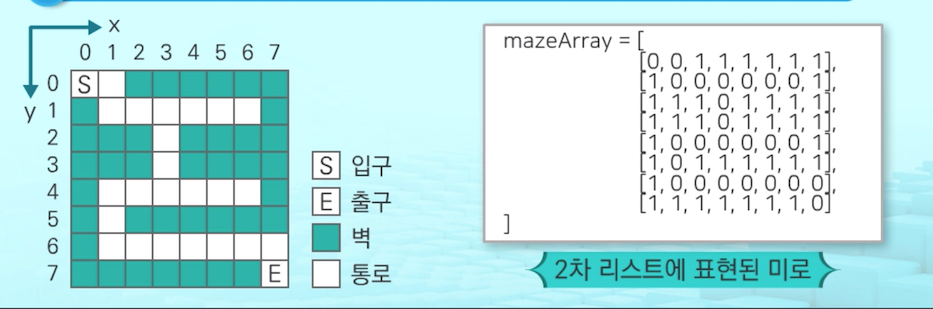 x
0 1 2 3 4 5 6 7
y
0 S
1
2
3
4
5
6
7 E
S 입구
E 출구
벽
통로
mazeArray = [
[0, 0, 1, 1, 1, 1, 1, 1],
[1, 0, 0, 0, 0, 0, 0, 1],
[1, 1, 1, 0, 1, 1, 1, 1],
[1, 1, 1, 0, 1, 1, 1, 1],
[1, 0, 0, 0, 0, 0, 0, 1],
[1, 0, 1, 1, 1, 1, 1, 1],
[1, 0, 0, 0, 0, 0, 0, 0],
[1, 1, 1, 1, 1, 1, 1, 0]
]
2차 리스트에 표현된 미로